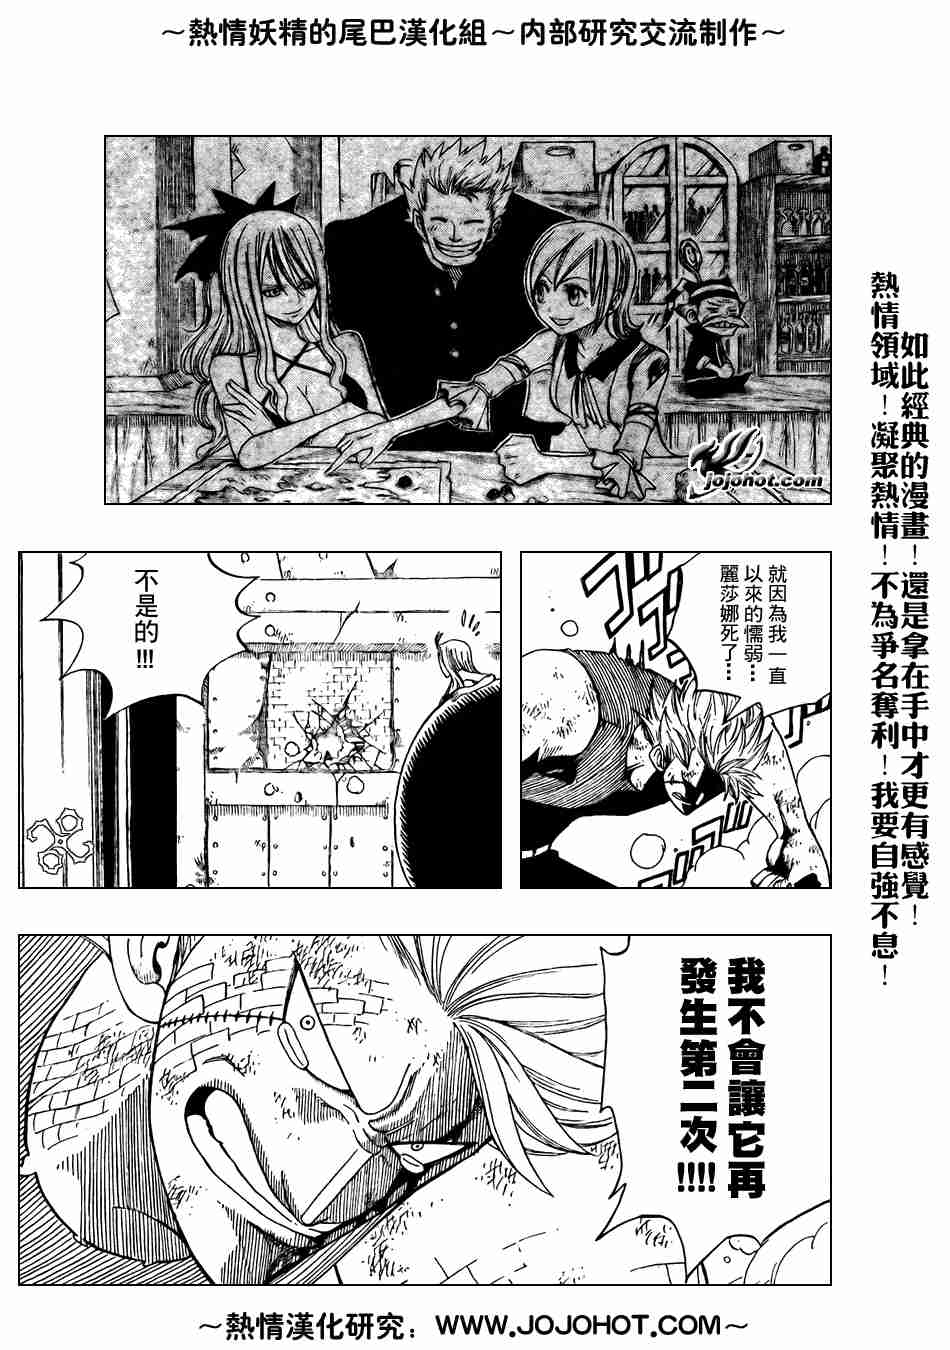 ～熱情妖精的尾巴漢化組～内部研究交流制作～
jojohot.com
如此經典的漫畫！還是拿在手中才更有感覺！
熱情領域！凝聚熱情！不為爭名奪利！我要自強不息！
就因為我一直
以來的懦弱…
麗莎娜死了…
不是的!!!
我不會讓它再
發生第二次!!!!
～熱情漢化研究：WWW.JOJOHOT.COM～